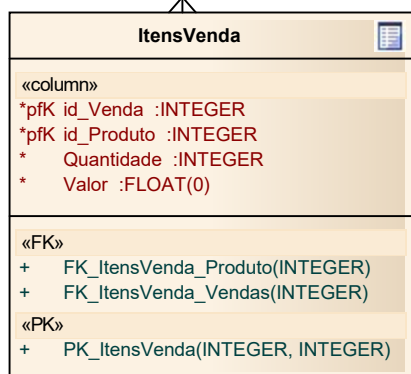 ItensVenda
«column»
*pfK id_Venda :INTEGER
*pfK id_Produto :INTEGER
* Quantidade :INTEGER
* Valor :FLOAT(0)
«FK»
+ FK_ItensVenda_Produto(INTEGER)
+ FK_ItensVenda_Vendas(INTEGER)
«PK»
+ PK_ItensVenda(INTEGER, INTEGER)